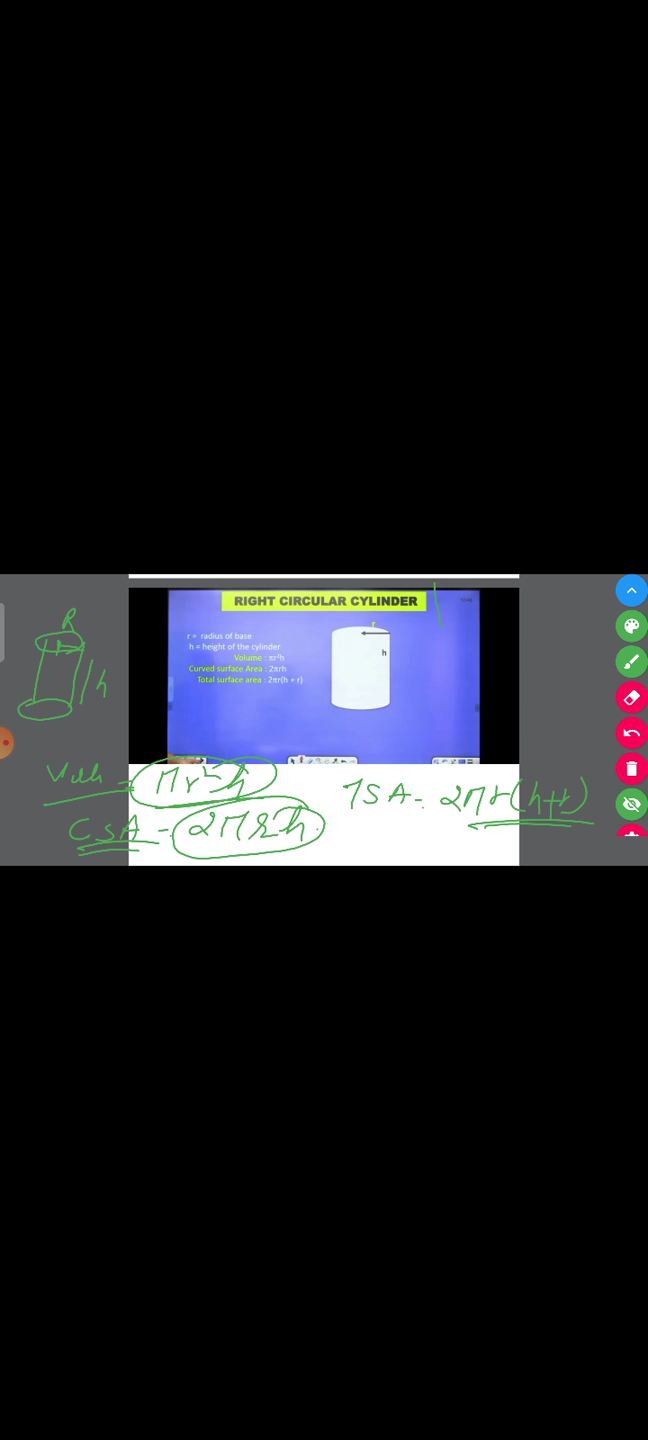 RIGHT CIRCULAR CYLINDER
r = radius of base
h = height of the cylinder
Volume : πr²h
Curved surface Area : 2πrh
Total surface area : 2πr(h + r)
r
h
R
h
= πr²h
CSA - 2πrh
TSA - 2πr(h+r)